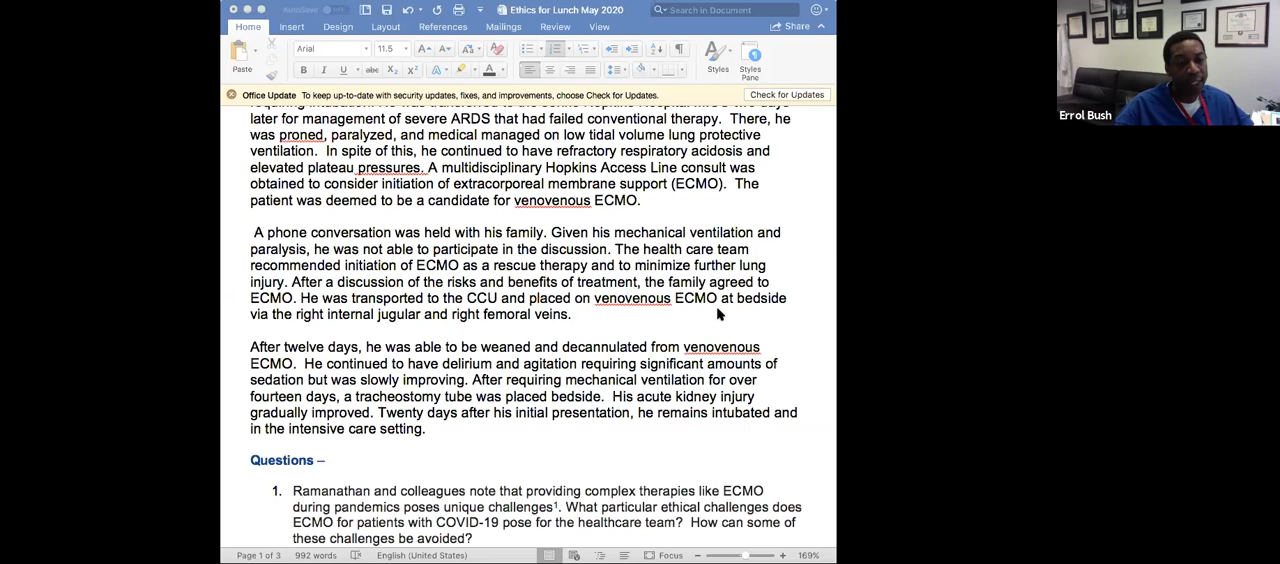 AutoSave
Ethics for Lunch May 2020
Search in Document
Home Insert Design Layout References Mailings Review View Share
Paste
Arial 11.5
Styles
Styles Pane
Office Update To keep up-to-date with security updates, fixes, and improvements, choose Check for Updates. Check for Updates
later for management of severe ARDS that had failed conventional therapy. There, he
was proned, paralyzed, and medical managed on low tidal volume lung protective
ventilation. In spite of this, he continued to have refractory respiratory acidosis and
elevated plateau pressures. A multidisciplinary Hopkins Access Line consult was
obtained to consider initiation of extracorporeal membrane support (ECMO). The
patient was deemed to be a candidate for venovenous ECMO.
A phone conversation was held with his family. Given his mechanical ventilation and
paralysis, he was not able to participate in the discussion. The health care team
recommended initiation of ECMO as a rescue therapy and to minimize further lung
injury. After a discussion of the risks and benefits of treatment, the family agreed to
ECMO. He was transported to the CCU and placed on venovenous ECMO at bedside
via the right internal jugular and right femoral veins.
After twelve days, he was able to be weaned and decannulated from venovenous
ECMO. He continued to have delirium and agitation requiring significant amounts of
sedation but was slowly improving. After requiring mechanical ventilation for over
fourteen days, a tracheostomy tube was placed bedside. His acute kidney injury
gradually improved. Twenty days after his initial presentation, he remains intubated and
in the intensive care setting.
Questions –
1. Ramanathan and colleagues note that providing complex therapies like ECMO
during pandemics poses unique challenges¹. What particular ethical challenges does
ECMO for patients with COVID-19 pose for the healthcare team? How can some of
these challenges be avoided?
Page 1 of 3 992 words English (United States) Focus 169%
Errol Bush